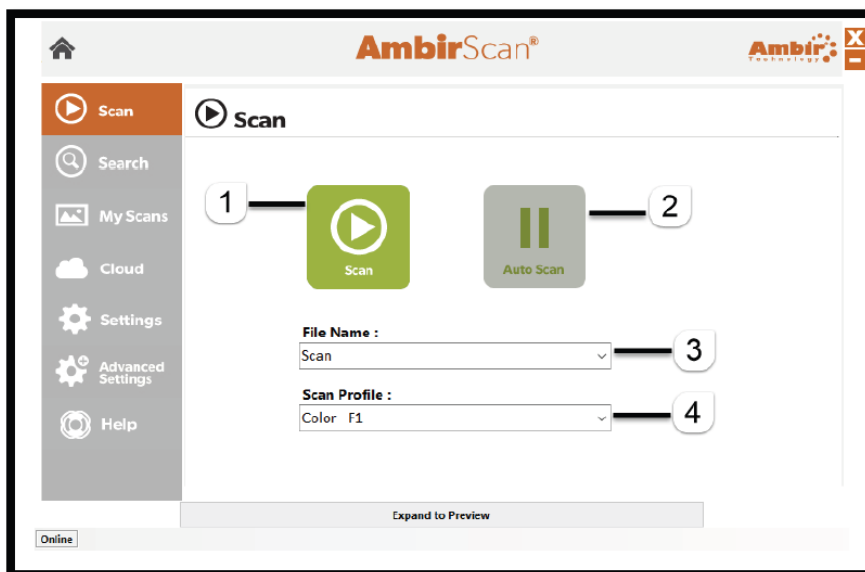 AmbirScan®
Ambir
Technology
X
Scan
Search
My Scans
Cloud
Settings
Advanced
Settings
Help
Scan
1
Scan
2
Auto Scan
File Name :
Scan
3
Scan Profile :
Color F1
4
Expand to Preview
Online